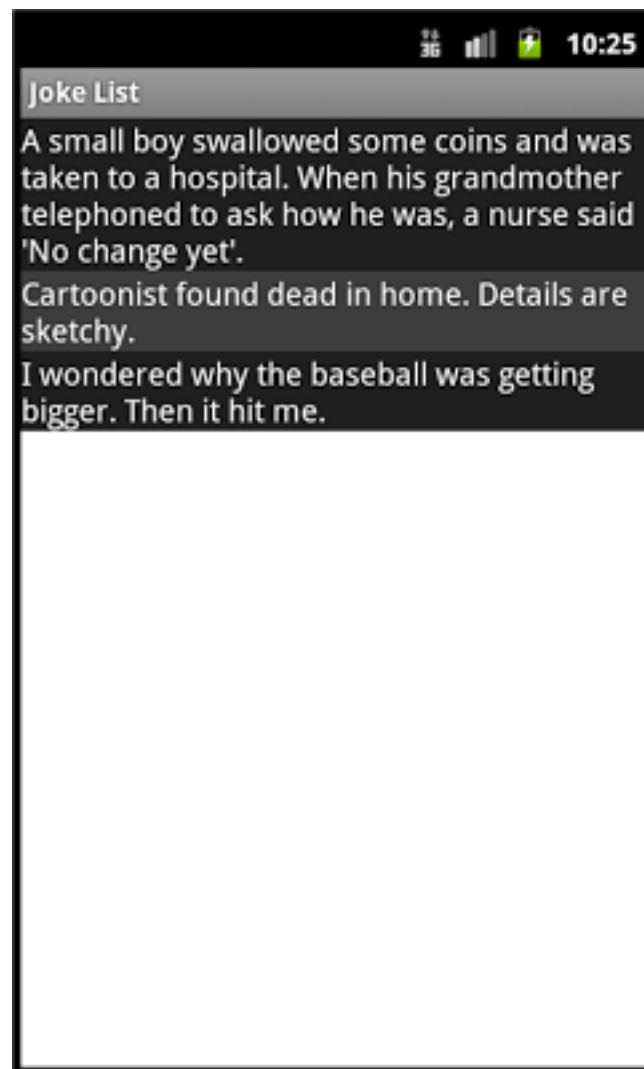 3G 10:25
Joke List
A small boy swallowed some coins and was
taken to a hospital. When his grandmother
telephoned to ask how he was, a nurse said
'No change yet'.
Cartoonist found dead in home. Details are
sketchy.
I wondered why the baseball was getting
bigger. Then it hit me.